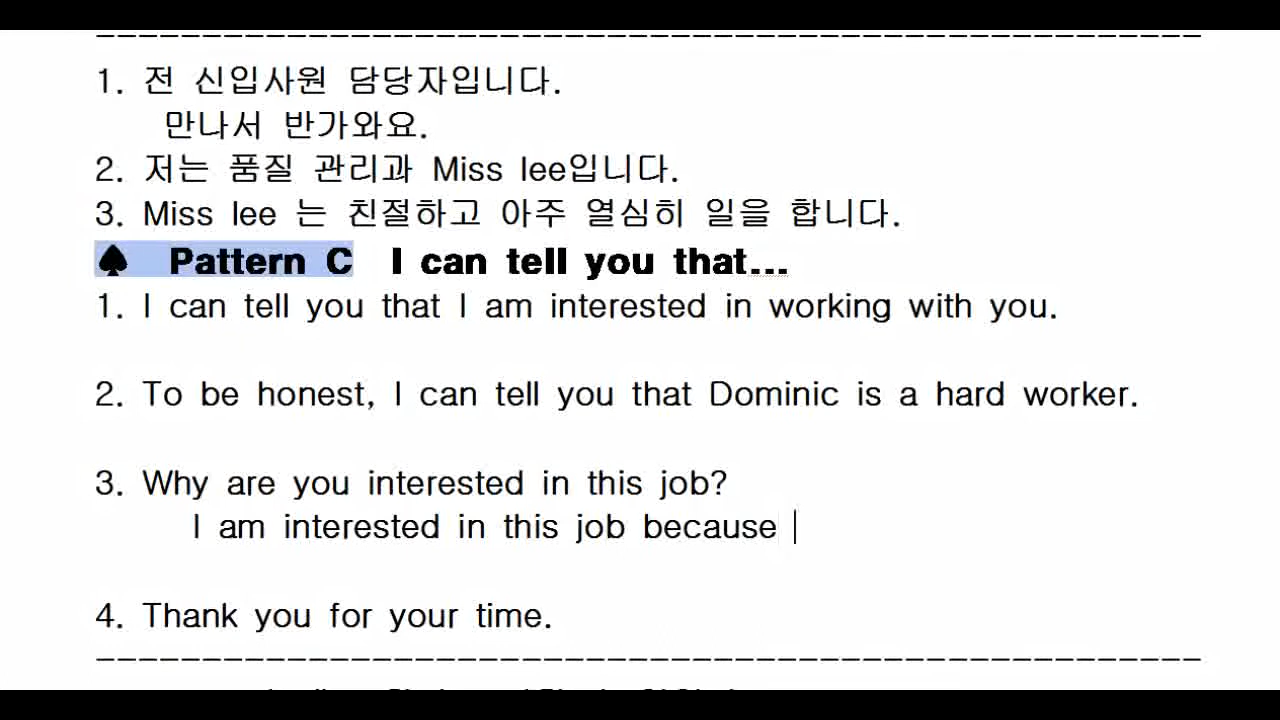 1. 전 신입사원 담당자입니다.
만나서 반가와요.
2. 저는 품질 관리과 Miss lee입니다.
3. Miss lee 는 친절하고 아주 열심히 일을 합니다.
♠ Pattern C I can tell you that...
1. I can tell you that I am interested in working with you.
2. To be honest, I can tell you that Dominic is a hard worker.
3. Why are you interested in this job?
I am interested in this job because
4. Thank you for your time.